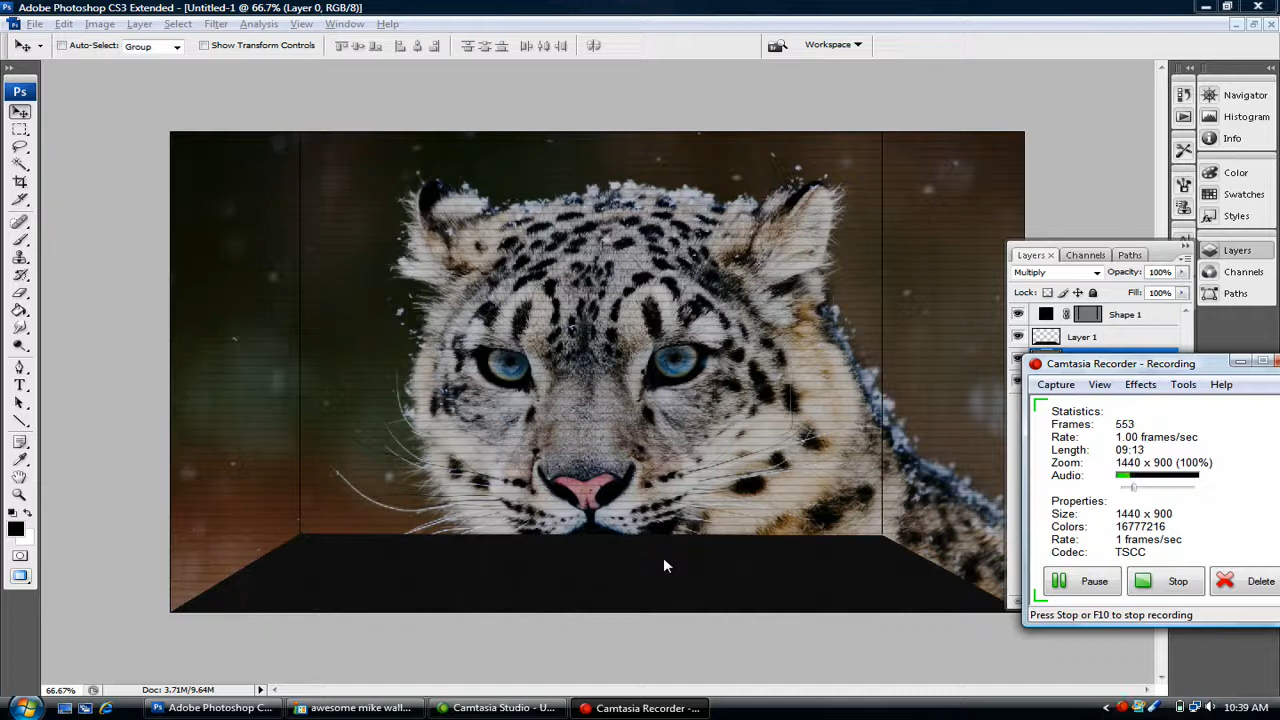 Adobe Photoshop CS3 Extended - [Untitled-1 @ 66.7% (Layer 0, RGB/8)]
File Edit Image Layer Select Filter Analysis View Window Help
Auto-Select: Group Show Transform Controls Workspace
Ps
Navigator
Histogram
Info
Color
Swatches
Styles
Layers
Channels
Paths
Layers Channels Paths
Multiply Opacity: 100%
Lock: Fill: 100%
Shape 1
Layer 1
Camtasia Recorder - Recording
Capture View Effects Tools Help
Statistics:
Frames: 553
Rate: 1.00 frames/sec
Length: 09:13
Zoom: 1440 x 900 (100%)
Audio:
Properties:
Size: 1440 x 900
Colors: 16777216
Rate: 1 frames/sec
Codec: TSCC
Pause Stop Delete
Press Stop or F10 to stop recording
66.67% Doc: 3.71M/9.64M
Adobe Photoshop C... awesome mike wall... Camtasia Studio - U... Camtasia Recorder -... 10:39 AM